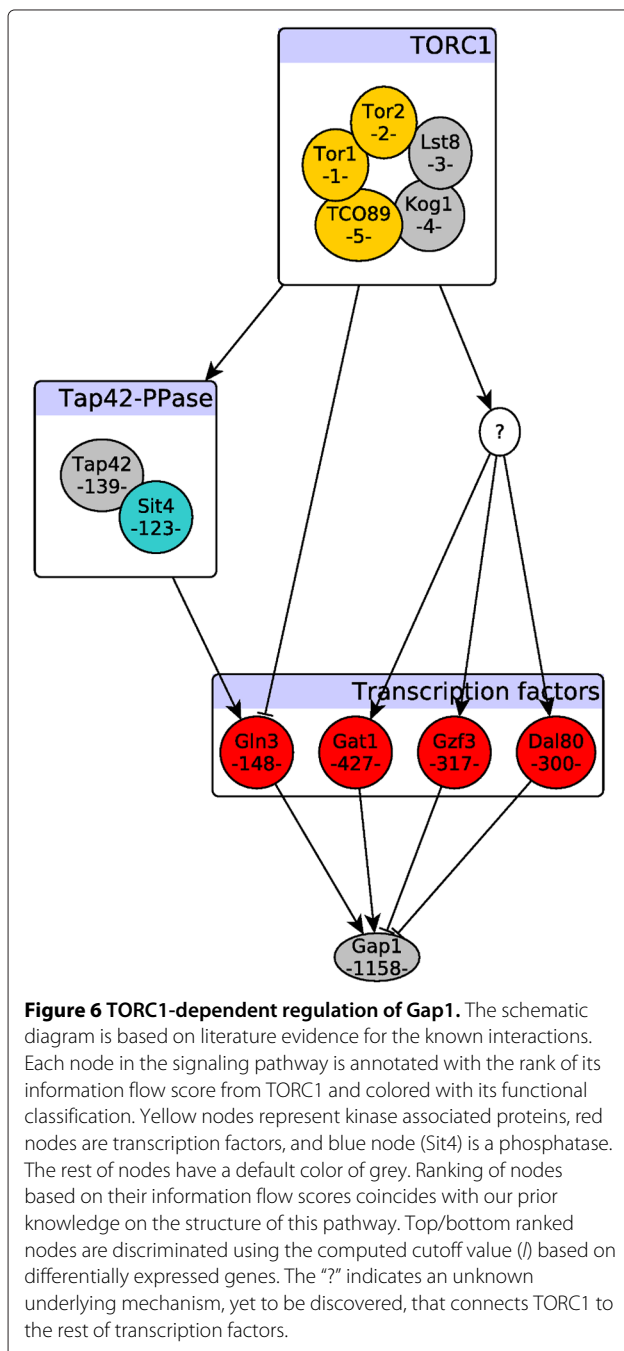 TORC1
Tor2
-2-
Tor1
-1-
Lst8
-3-
TCO89
-5-
Kog1
-4-
Tap42-PPase
Tap42
-139-
Sit4
-123-
?
Transcription factors
Gln3
-148-
Gat1
-427-
Gzf3
-317-
Dal80
-300-
Gap1
-1158-
Figure 6 TORC1-dependent regulation of Gap1. The schematic
diagram is based on literature evidence for the known interactions.
Each node in the signaling pathway is annotated with the rank of its
information flow score from TORC1 and colored with its functional
classification. Yellow nodes represent kinase associated proteins, red
nodes are transcription factors, and blue node (Sit4) is a phosphatase.
The rest of nodes have a default color of grey. Ranking of nodes
based on their information flow scores coincides with our prior
knowledge on the structure of this pathway. Top/bottom ranked
nodes are discriminated using the computed cutoff value (l) based on
differentially expressed genes. The “?” indicates an unknown
underlying mechanism, yet to be discovered, that connects TORC1 to
the rest of transcription factors.